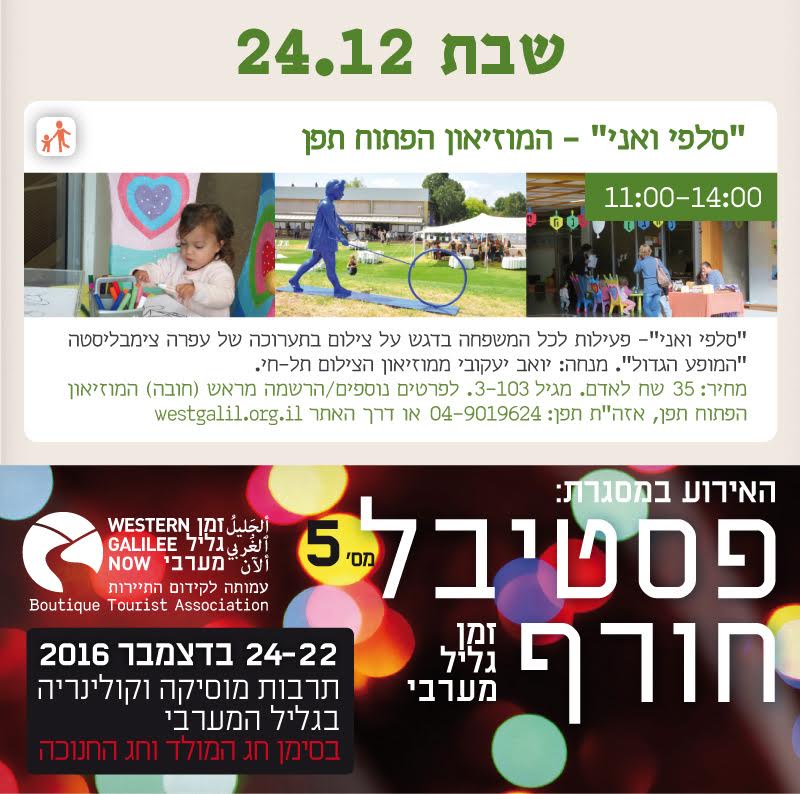 שבת 24.12
"סלפי ואני" - המוזיאון הפתוח תפן
11:00-14:00
"סלפי ואני"- פעילות לכל המשפחה בדגש על צילום בתערוכה של עפרה צימבליסטה
"המופע הגדול". מנחה: יואב יעקובי ממוזיאון הצילום תל-חי.
מחיר: 35 שח לאדם. מגיל 3-103. לפרטים נוספים/הרשמה מראש (חובה) המוזיאון
הפתוח תפן, אזה"ת תפן: 04-9019624 או דרך האתר westgalil.org.il
האירוע במסגרת:
פסטיבל מס' 5
חורף
זמן
גליל
מערבי
WESTERN זמן الجليلُ
GALILEE גליל الغُربي
NOW מערבי ألآن
עמותה לקידום התיירות
Boutique Tourist Association
24-22 בדצמבר 2016
תרבות מוסיקה וקולינריה
בגליל המערבי
בסימן חג המולד וחג החנוכה